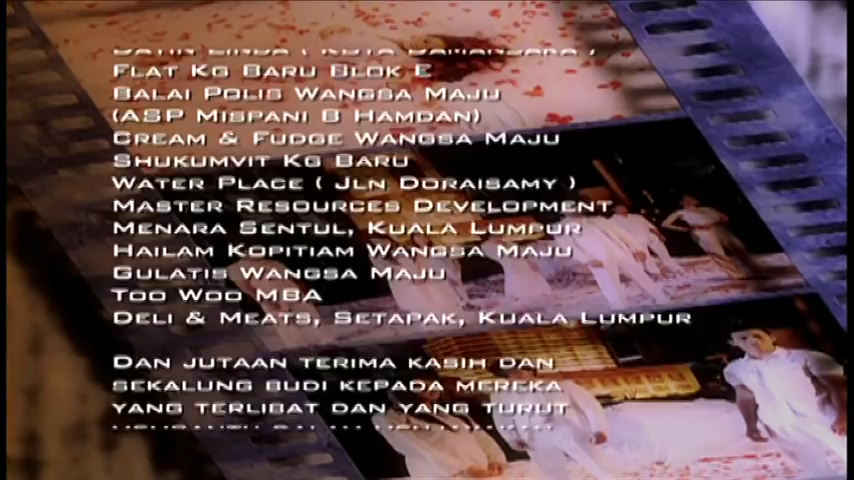 Flat Kg Baru Blok E
Balai Polis Wangsa Maju
(ASP Mispani B Hamdan)
Cream & Fudge Wangsa Maju
Shukumvit Kg Baru
Water Place ( Jln Doraisamy )
Master Resources Development
Menara Sentul, Kuala Lumpur
Hailam Kopitiam Wangsa Maju
Gulatis Wangsa Maju
Too Woo MBA
Deli & Meats, Setapak, Kuala Lumpur
Dan jutaan terima kasih dan
sekalung budi kepada mereka
yang terlibat dan yang turut